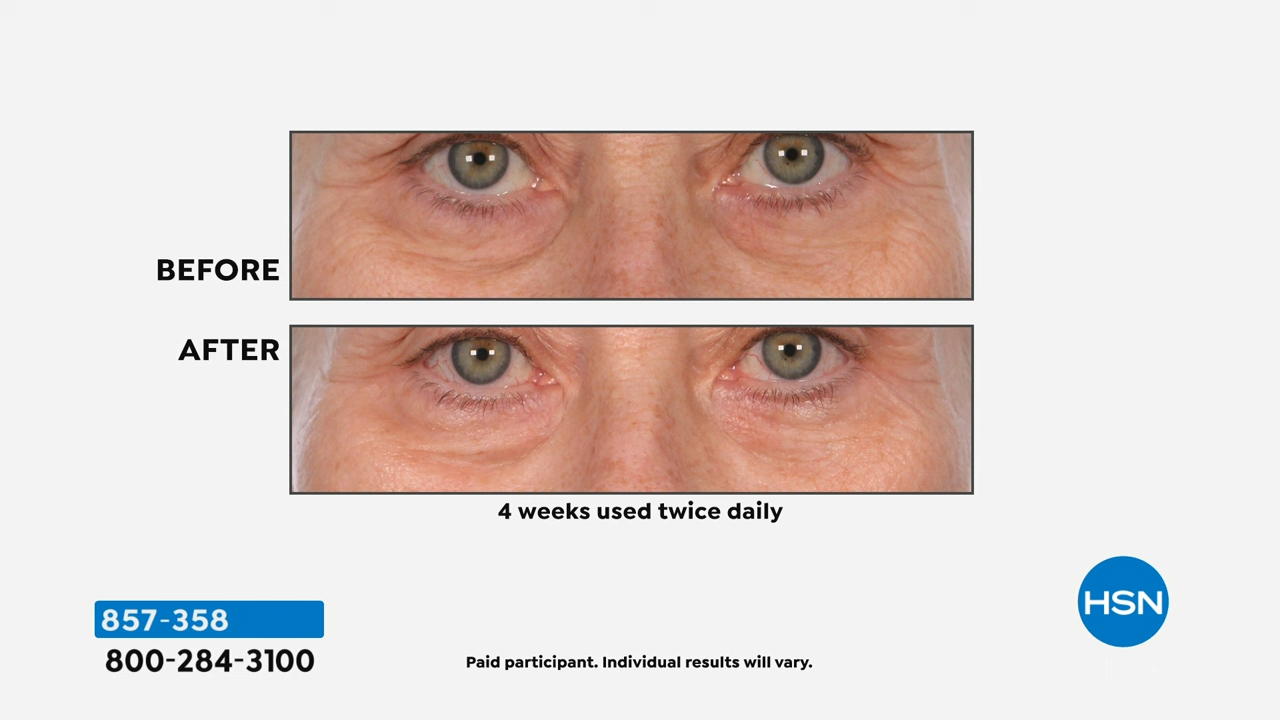 BEFORE
AFTER
4 weeks used twice daily
857-358
800-284-3100
Paid participant. Individual results will vary.
HSN